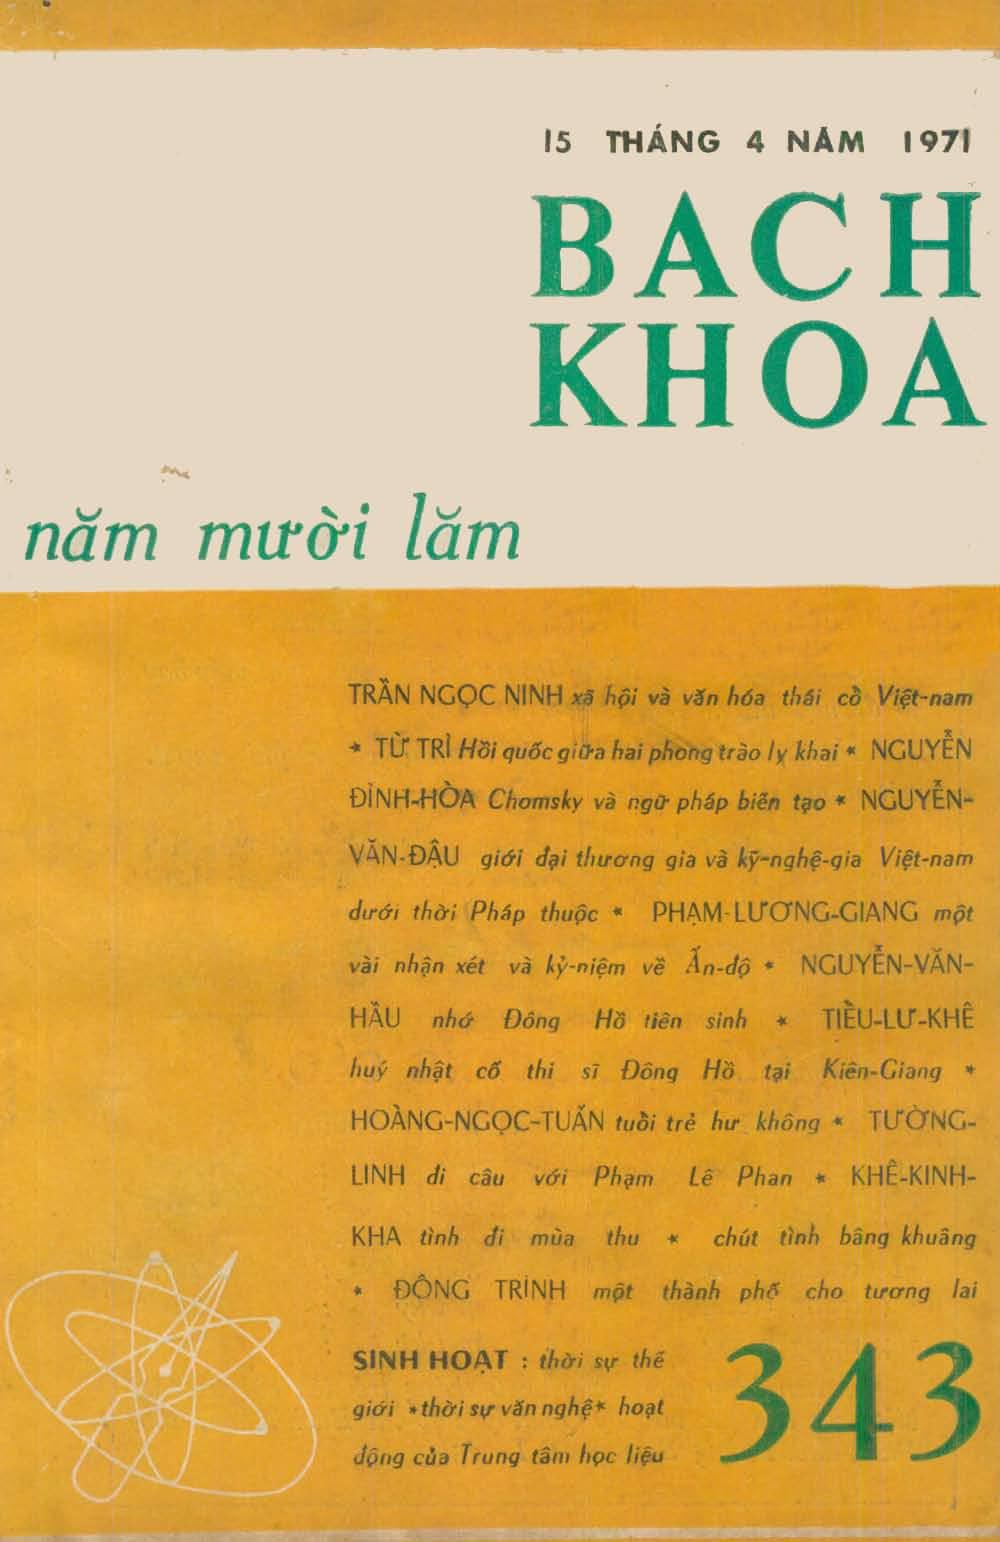 15 THÁNG 4 NĂM 1971
BACH
KHOA
năm mười lăm
TRẦN NGỌC NINH xã hội và văn hóa thái cổ Việt-nam
* TỪ TRÌ Hồi quốc giữa hai phong trào ly khai * NGUYỄN
ĐÌNH-HÒA Chomsky và ngữ pháp biến tạo * NGUYỄN-
VĂN-ĐẬU giới đại thương gia và kỹ-nghệ-gia Việt-nam
dưới thời Pháp thuộc * PHẠM-LƯƠNG-GIANG một
vài nhận xét và kỷ-niệm về Ấn-độ * NGUYỄN-VĂN-
HẦU nhớ Đông Hồ tiên sinh * TIỂU-LƯ-KHÊ
huý nhật cố thi sĩ Đông Hồ tại Kiên-Giang *
HOÀNG-NGỌC-TUẤN tuổi trẻ hư không * TƯỜNG-
LINH đi câu với Phạm Lê Phan * KHÊ-KINH-
KHA tình đi mùa thu * chút tình bâng khuâng
* ĐÔNG TRÌNH một thành phố cho tương lai
SINH HOẠT : thời sự thế
giới * thời sự văn nghệ * hoạt
động của Trung tâm học liệu
343